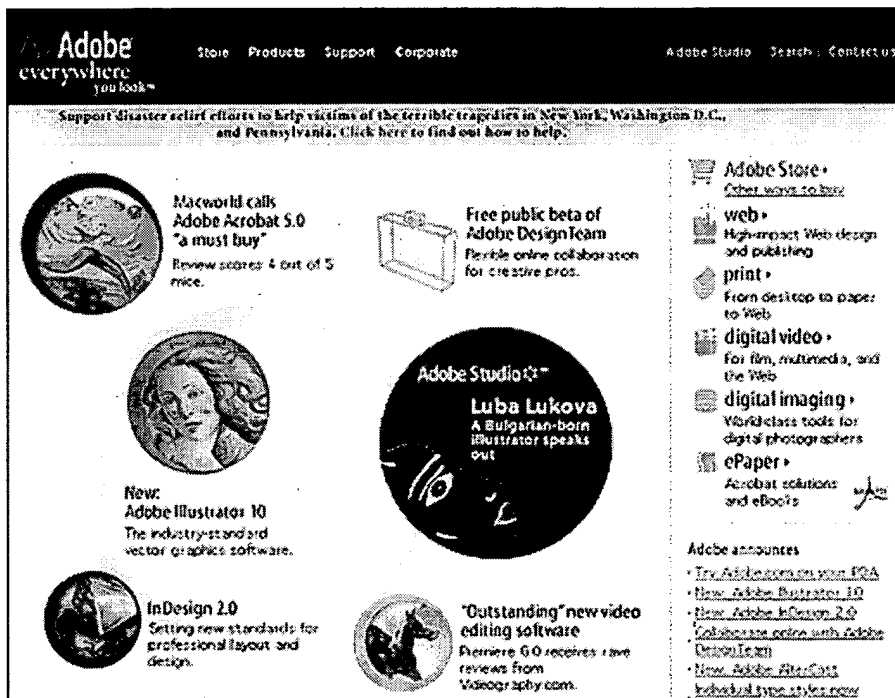 Adobe
everywhere
you look™
Store Products Support Corporate
Adobe Studio Search Contact us
Support disaster relief efforts to help victims of the terrible tragedies in New York, Washington D.C.,
and Pennsylvania. Click here to find out how to help.
Macworld calls
Adobe Acrobat 5.0
"a must buy"
Review scores 4 out of 5
mice.
Free public beta of
Adobe DesignTeam
Flexible online collaboration
for creative pros.
New:
Adobe Illustrator 10
The industry-standard
vector graphics software.
Adobe Studio™
Luba Lukova
A Bulgarian-born
illustrator speaks
out
InDesign 2.0
Setting new standards for
professional layout and
design.
"Outstanding" new video
editing software
Premiere 6.0 receives rave
reviews from
Videography.com.
Adobe Store
Other ways to buy
web
High-impact Web design
and publishing
print
From desktop to paper
to Web
digital video
For film, multimedia, and
the Web
digital imaging
World-class tools for
digital photographers
ePaper
Acrobat solutions
and eBooks
Adobe announces
• Try Adobe.com on your PDA
• New: Adobe Illustrator 10
• New: Adobe InDesign 2.0
• Collaborate online with Adobe
DesignTeam
• New: Adobe AlterCast
• Individual type styles now